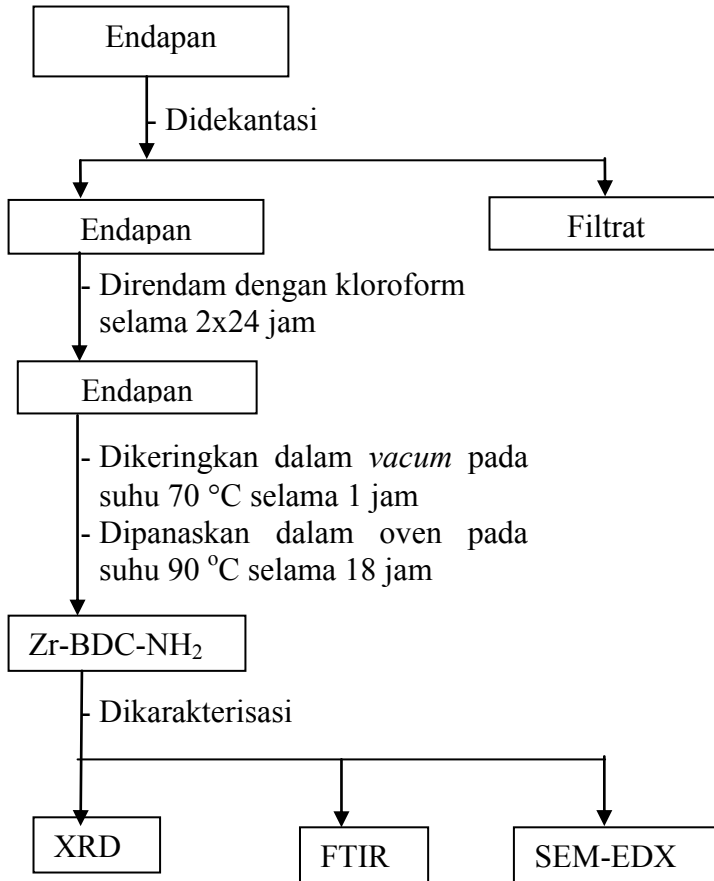 Endapan
- Didekantasi
Endapan
Filtrat
- Direndam dengan kloroform
selama 2x24 jam
Endapan
- Dikeringkan dalam vacum pada
suhu 70 °C selama 1 jam
- Dipanaskan dalam oven pada
suhu 90 °C selama 18 jam
Zr-BDC-NH₂
- Dikarakterisasi
XRD
FTIR
SEM-EDX